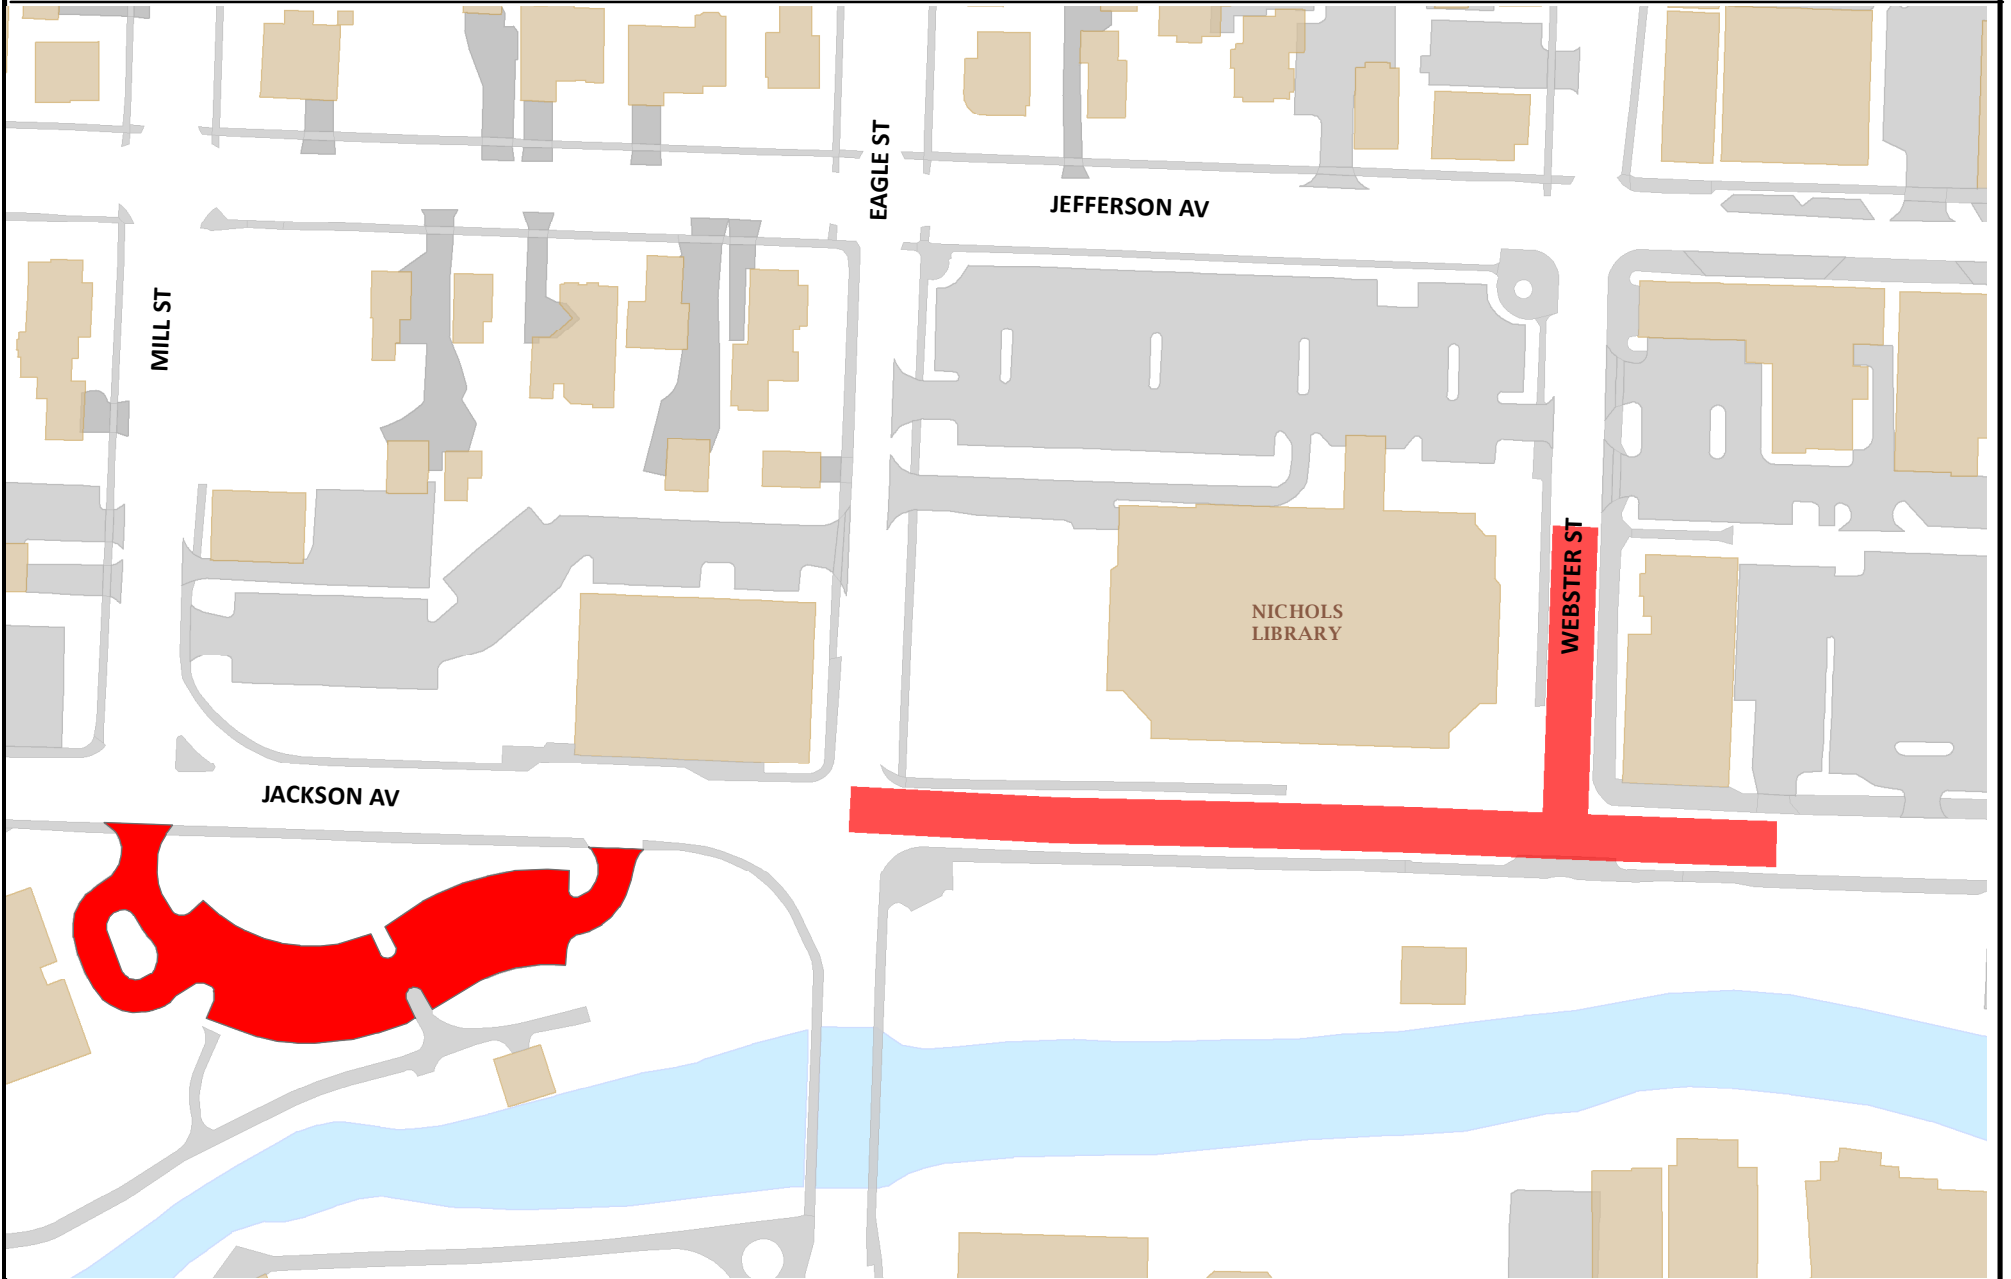 EAGLE ST
JEFFERSON AV
MILL ST
NICHOLS
LIBRARY
WEBSTER ST
JACKSON AV